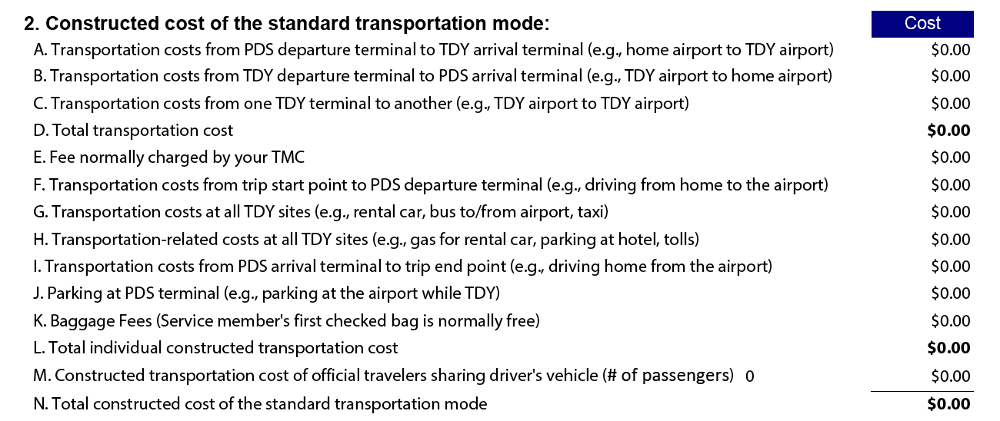 2. Constructed cost of the standard transportation mode: Cost
A. Transportation costs from PDS departure terminal to TDY arrival terminal (e.g., home airport to TDY airport) $0.00
B. Transportation costs from TDY departure terminal to PDS arrival terminal (e.g., TDY airport to home airport) $0.00
C. Transportation costs from one TDY terminal to another (e.g., TDY airport to TDY airport) $0.00
D. Total transportation cost $0.00
E. Fee normally charged by your TMC $0.00
F. Transportation costs from trip start point to PDS departure terminal (e.g., driving from home to the airport) $0.00
G. Transportation costs at all TDY sites (e.g., rental car, bus to/from airport, taxi) $0.00
H. Transportation-related costs at all TDY sites (e.g., gas for rental car, parking at hotel, tolls) $0.00
I. Transportation costs from PDS arrival terminal to trip end point (e.g., driving home from the airport) $0.00
J. Parking at PDS terminal (e.g., parking at the airport while TDY) $0.00
K. Baggage Fees (Service member's first checked bag is normally free) $0.00
L. Total individual constructed transportation cost $0.00
M. Constructed transportation cost of official travelers sharing driver's vehicle (# of passengers) 0 $0.00
N. Total constructed cost of the standard transportation mode $0.00